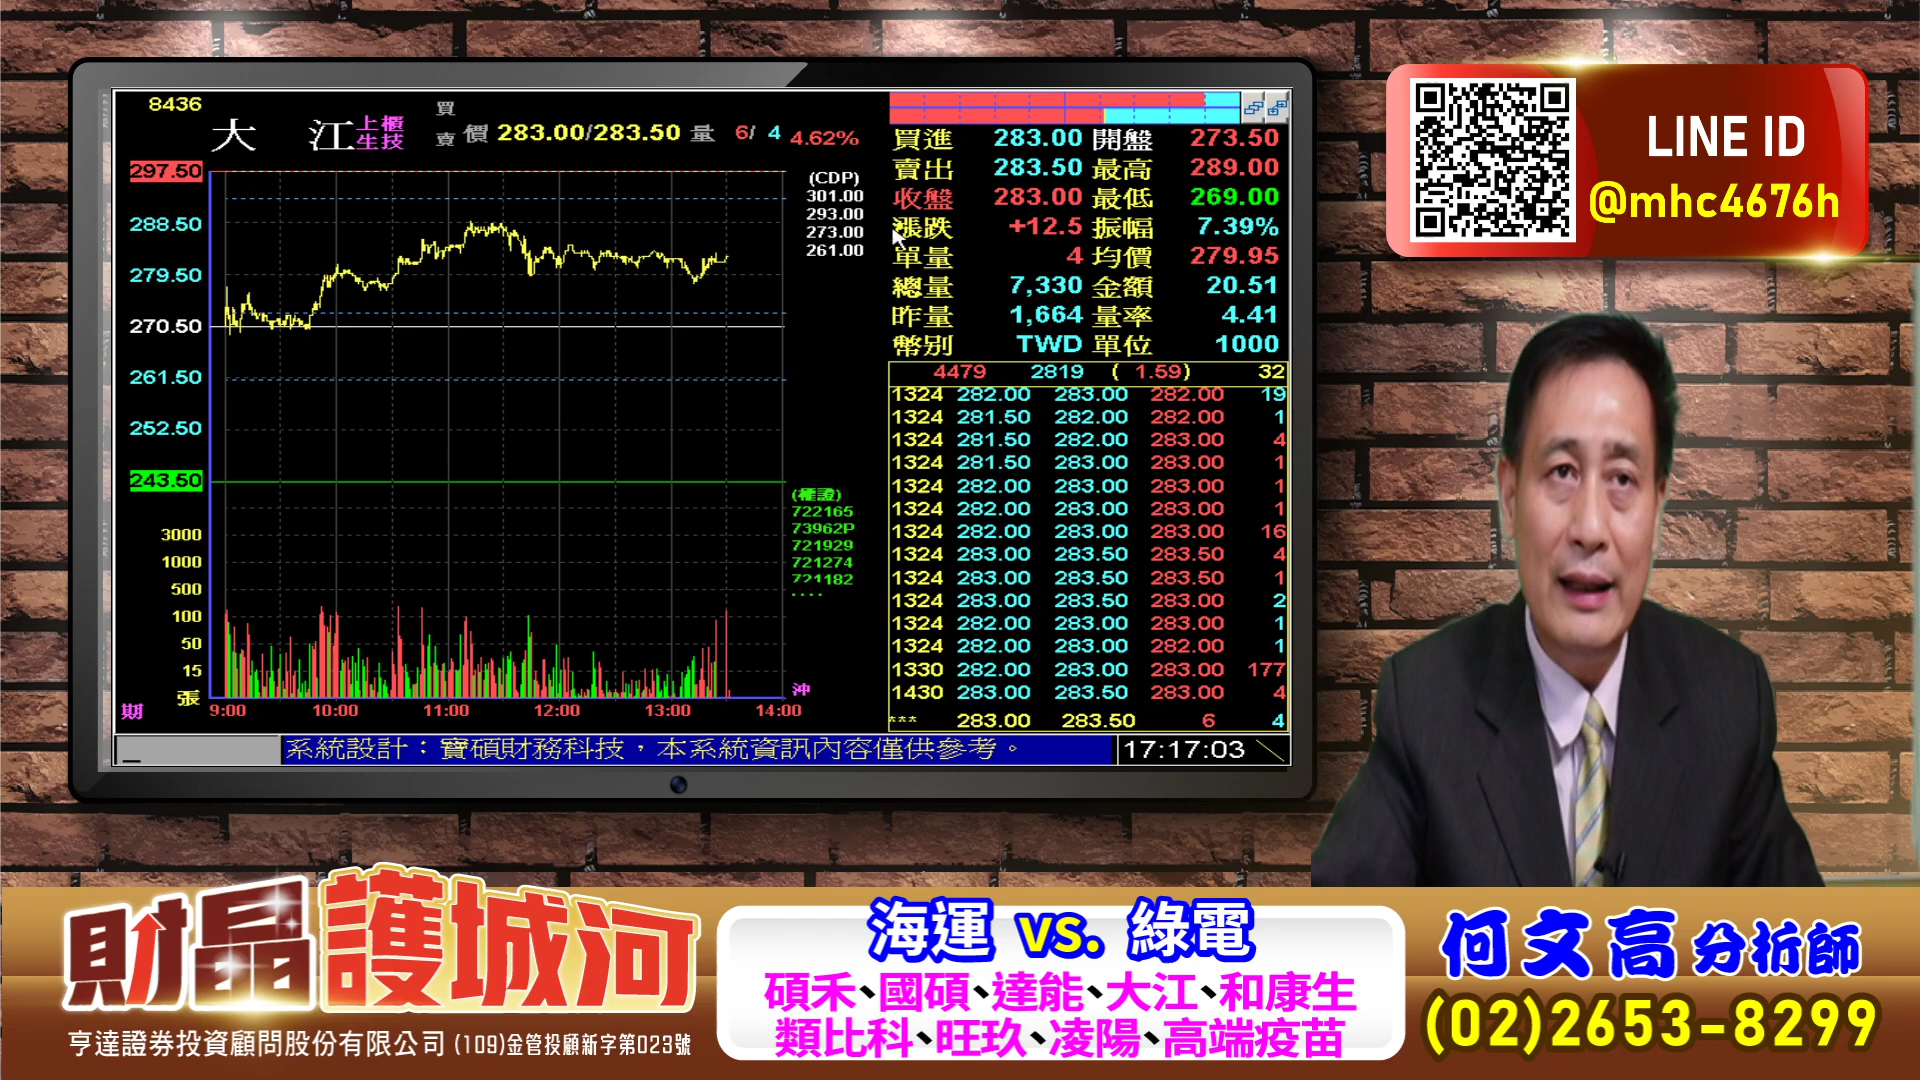 8436
大 江 上櫃 生技
買 賣 價 283.00/283.50 量 6/ 4 4.62%
297.50
288.50
279.50
270.50
261.50
252.50
243.50
3000
1000
500
100
50
15
張
期
9:00 10:00 11:00 12:00 13:00 14:00
沖
(CDP)
301.00
293.00
273.00
261.00
(權證)
722165
73962P
721929
721274
721182
....
買進 283.00 開盤 273.50
賣出 283.50 最高 289.00
收盤 283.00 最低 269.00
漲跌 +12.5 振幅 7.39%
單量 4 均價 279.95
總量 7,330 金額 20.51
昨量 1,664 量率 4.41
幣別 TWD 單位 1000
4479 2819 ( 1.59) 32
1324 282.00 283.00 282.00 19
1324 281.50 282.00 282.00 1
1324 281.50 282.00 283.00 4
1324 281.50 283.00 283.00 1
1324 282.00 283.00 283.00 1
1324 282.00 283.00 283.00 1
1324 282.00 283.00 283.00 16
1324 283.00 283.50 283.50 4
1324 283.00 283.50 283.50 1
1324 283.00 283.50 283.00 2
1324 282.00 283.00 283.00 1
1324 282.00 283.00 282.00 1
1330 282.00 283.00 283.00 177
1430 283.00 283.50 283.00 4
*** 283.00 283.50 6 4
系統設計：寶碩財務科技，本系統資訊內容僅供參考。
17:17:03
LINE ID
@mhc4676h
財晶護城河
亨達證券投資顧問股份有限公司 (109)金管投顧新字第023號
海運 vs. 綠電
碩禾、國碩、達能、大江、和康生
類比科、旺玖、凌陽、高端疫苗
何文高 分析師
(02)2653-8299